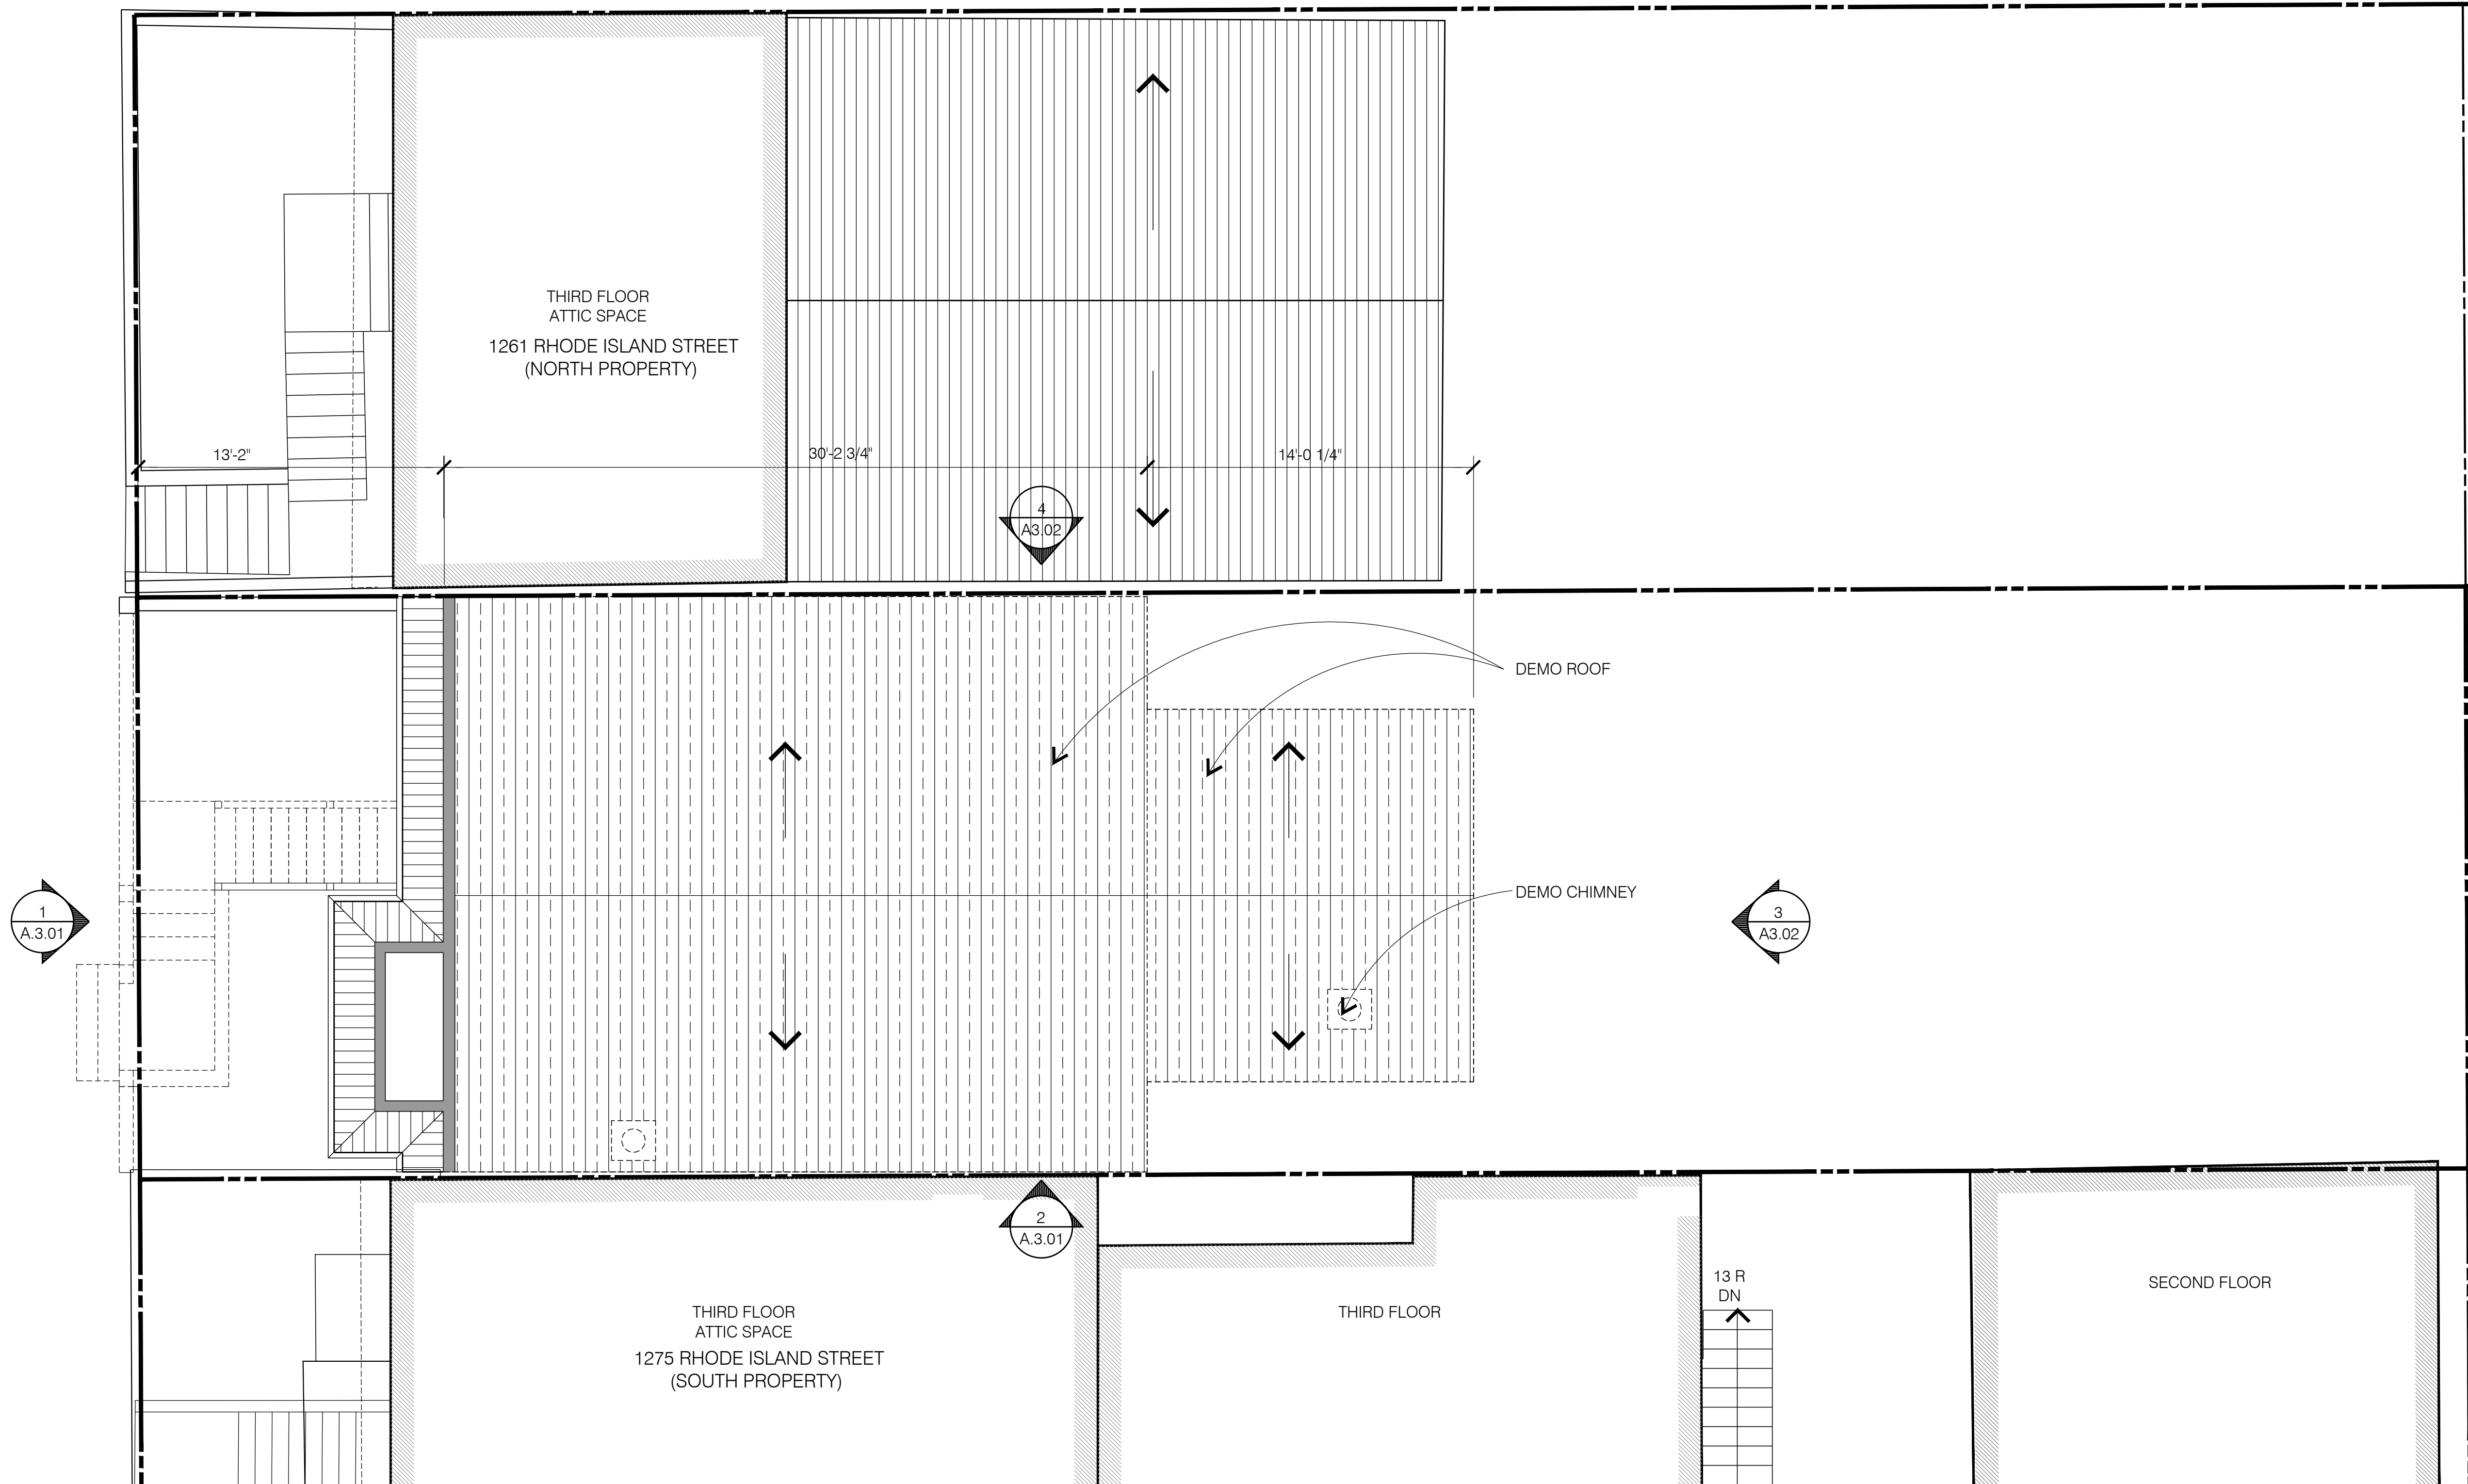 THIRD FLOOR
ATTIC SPACE
1261 RHODE ISLAND STREET
(NORTH PROPERTY)
13'-2"
30'-2 3/4"
14'-0 1/4"
4
A3.02
DEMO ROOF
DEMO CHIMNEY
1
A.3.01
3
A3.02
2
A.3.01
13 R
DN
SECOND FLOOR
THIRD FLOOR
ATTIC SPACE
1275 RHODE ISLAND STREET
(SOUTH PROPERTY)
THIRD FLOOR